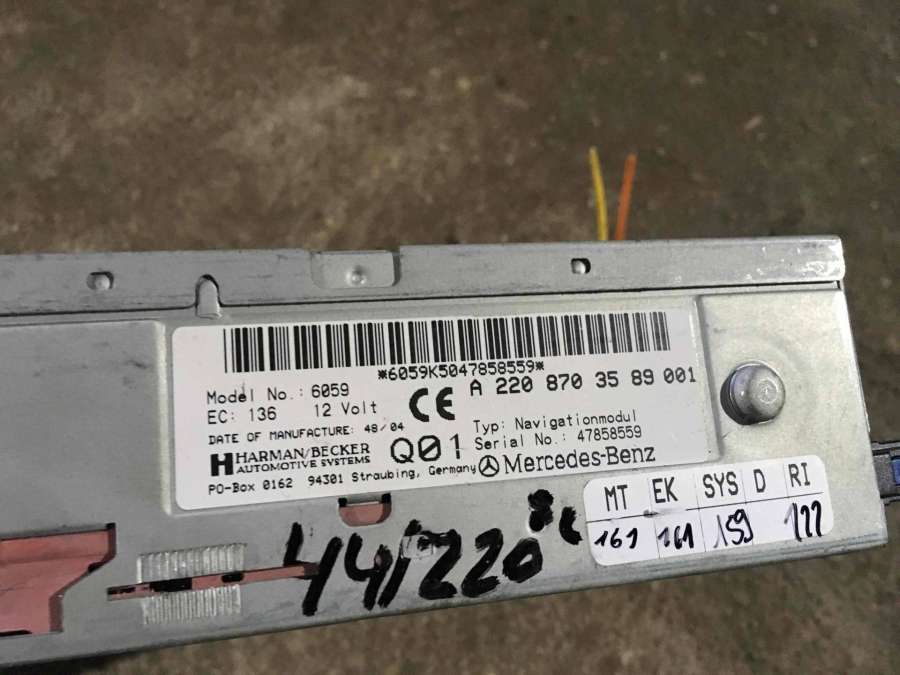 *6059K5047858559*
Model No.: 6059
EC: 136 12 Volt
CE
A 220 870 35 89 001
DATE OF MANUFACTURE: 48/04
Q01
Typ: Navigationmodul
Serial No.: 47858559
HARMAN/BECKER
AUTOMOTIVE SYSTEMS
Mercedes-Benz
PO-Box 0162 94301 Straubing, Germany
MT EK SYS D RI
161 161 159
44/220